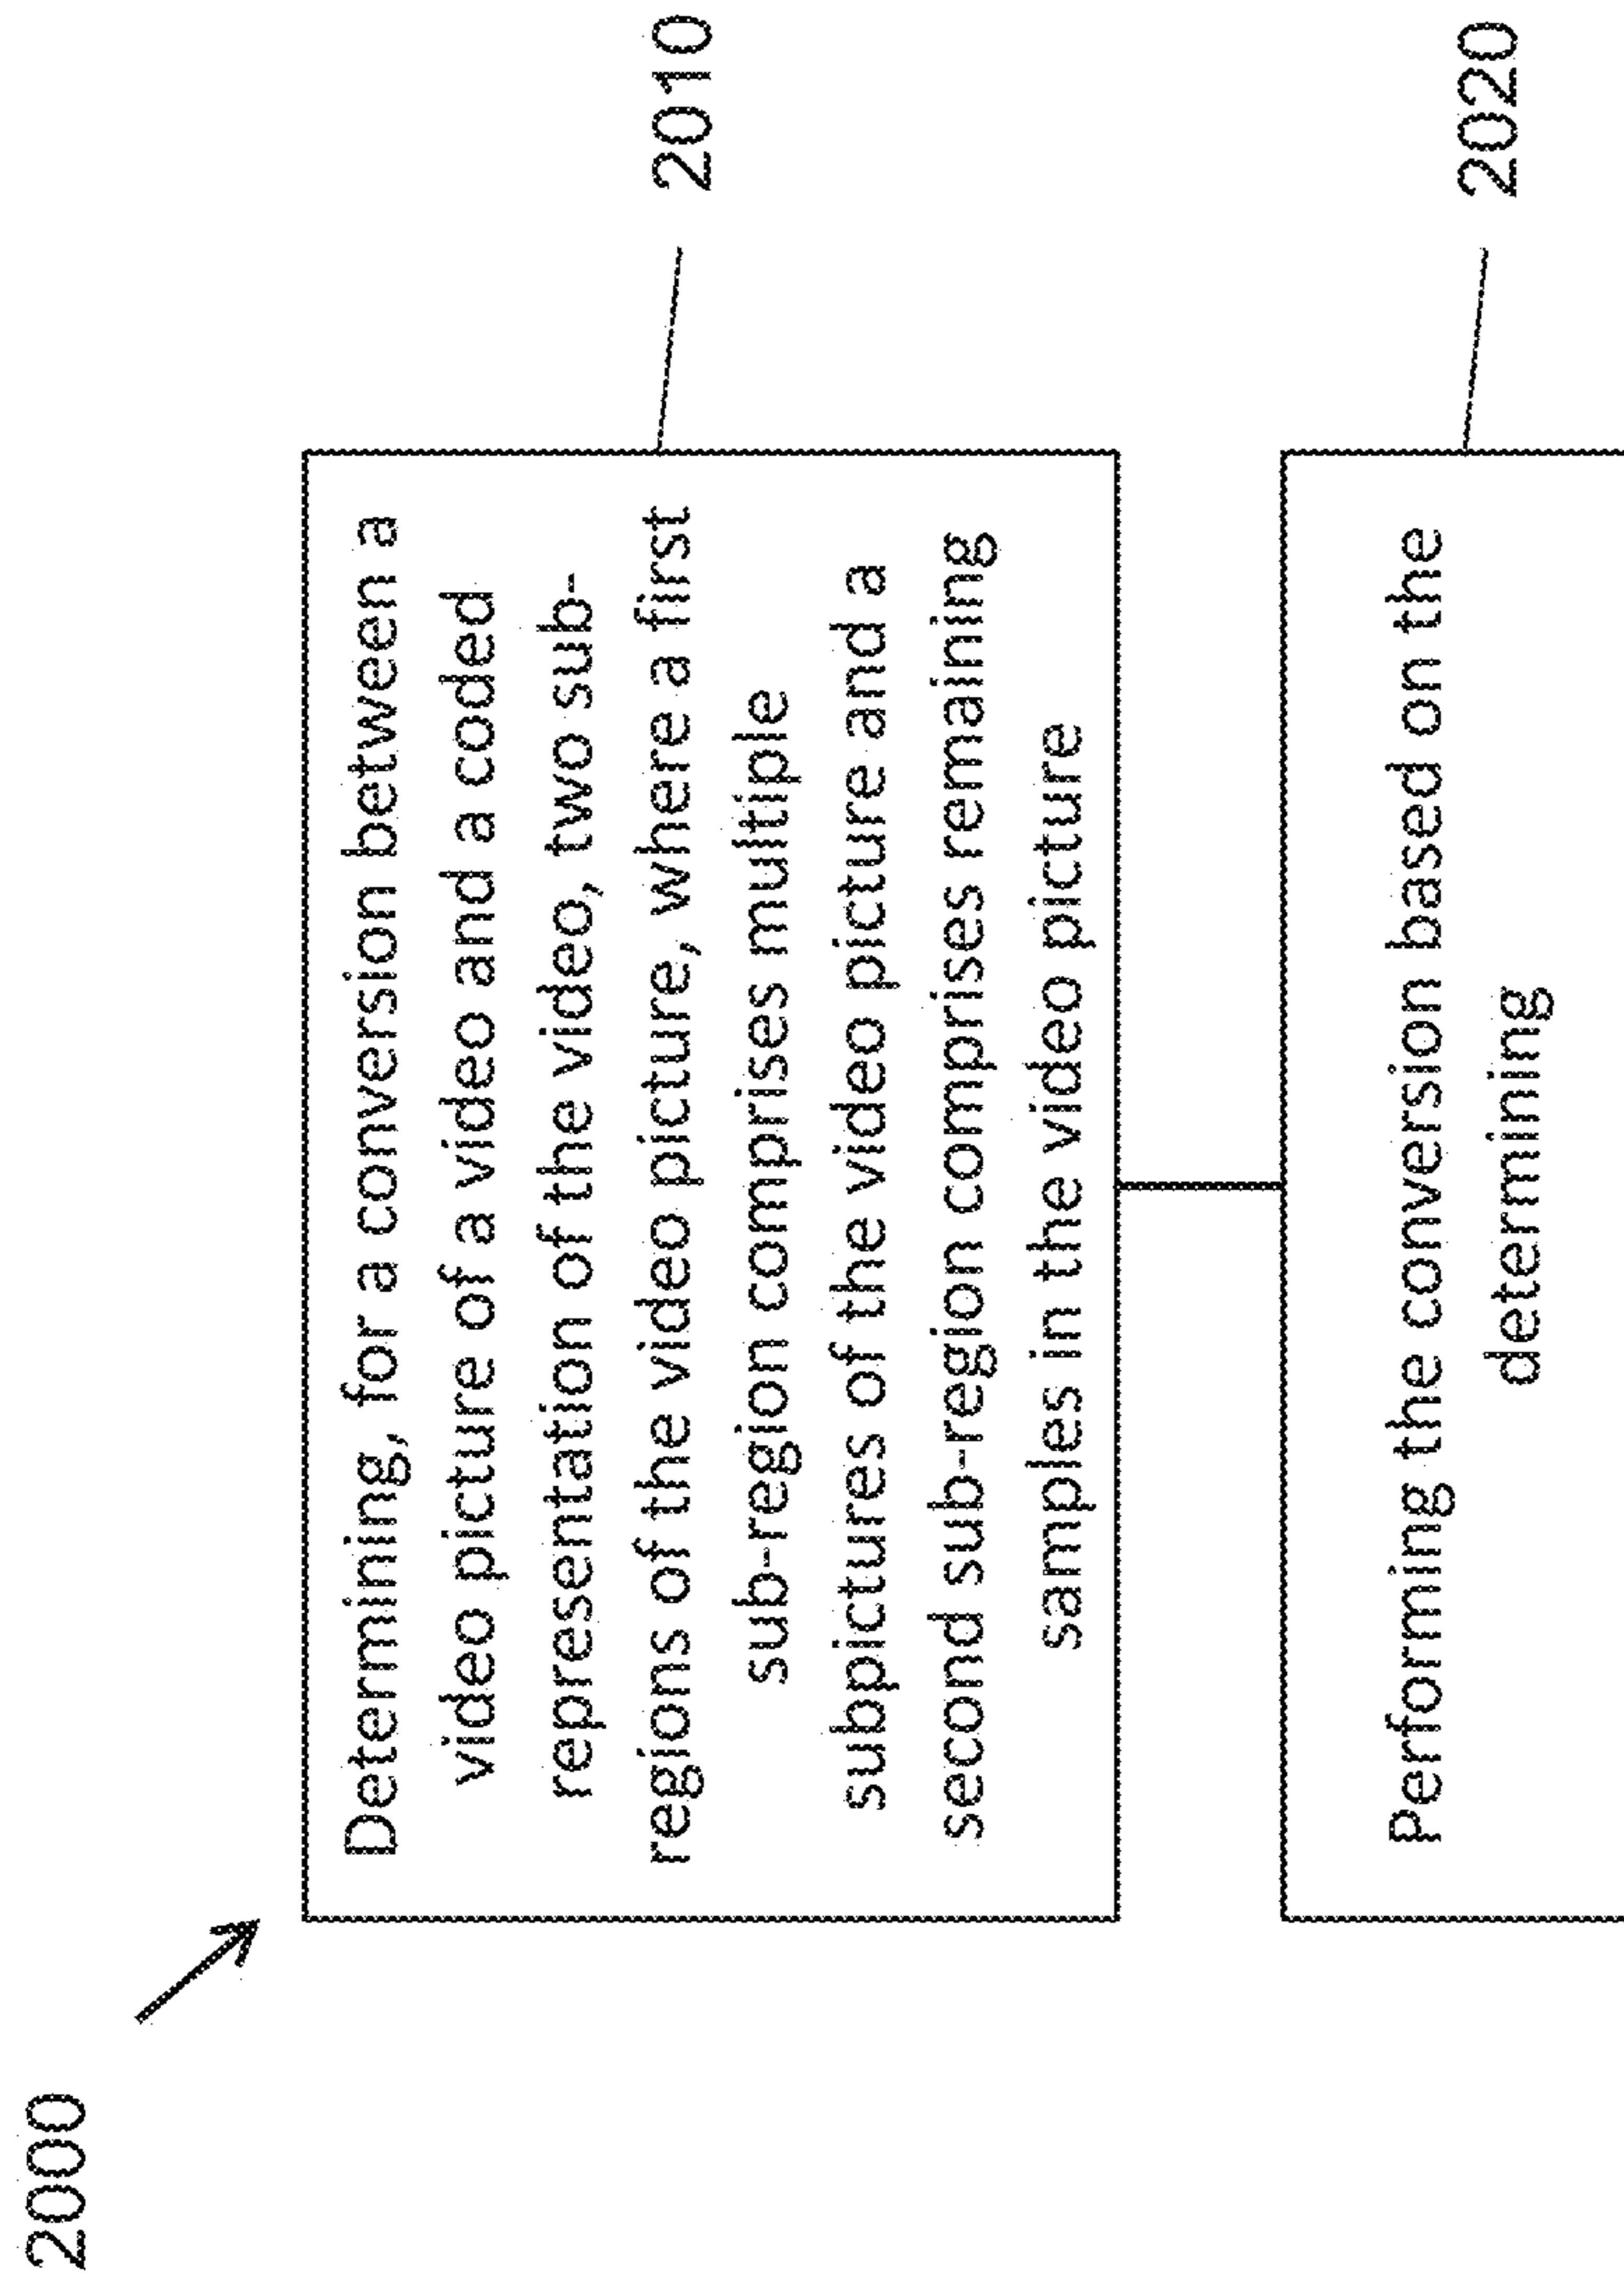 2000
Determining, for a conversion between a
video picture of a video and a coded
representation of the video, two sub-
regions of the video picture, where a first
sub-region comprises multiple
subpictures of the video picture and a
second sub-region comprises remaining
samples in the video picture
2010
Performing the conversion based on the
determining
2020